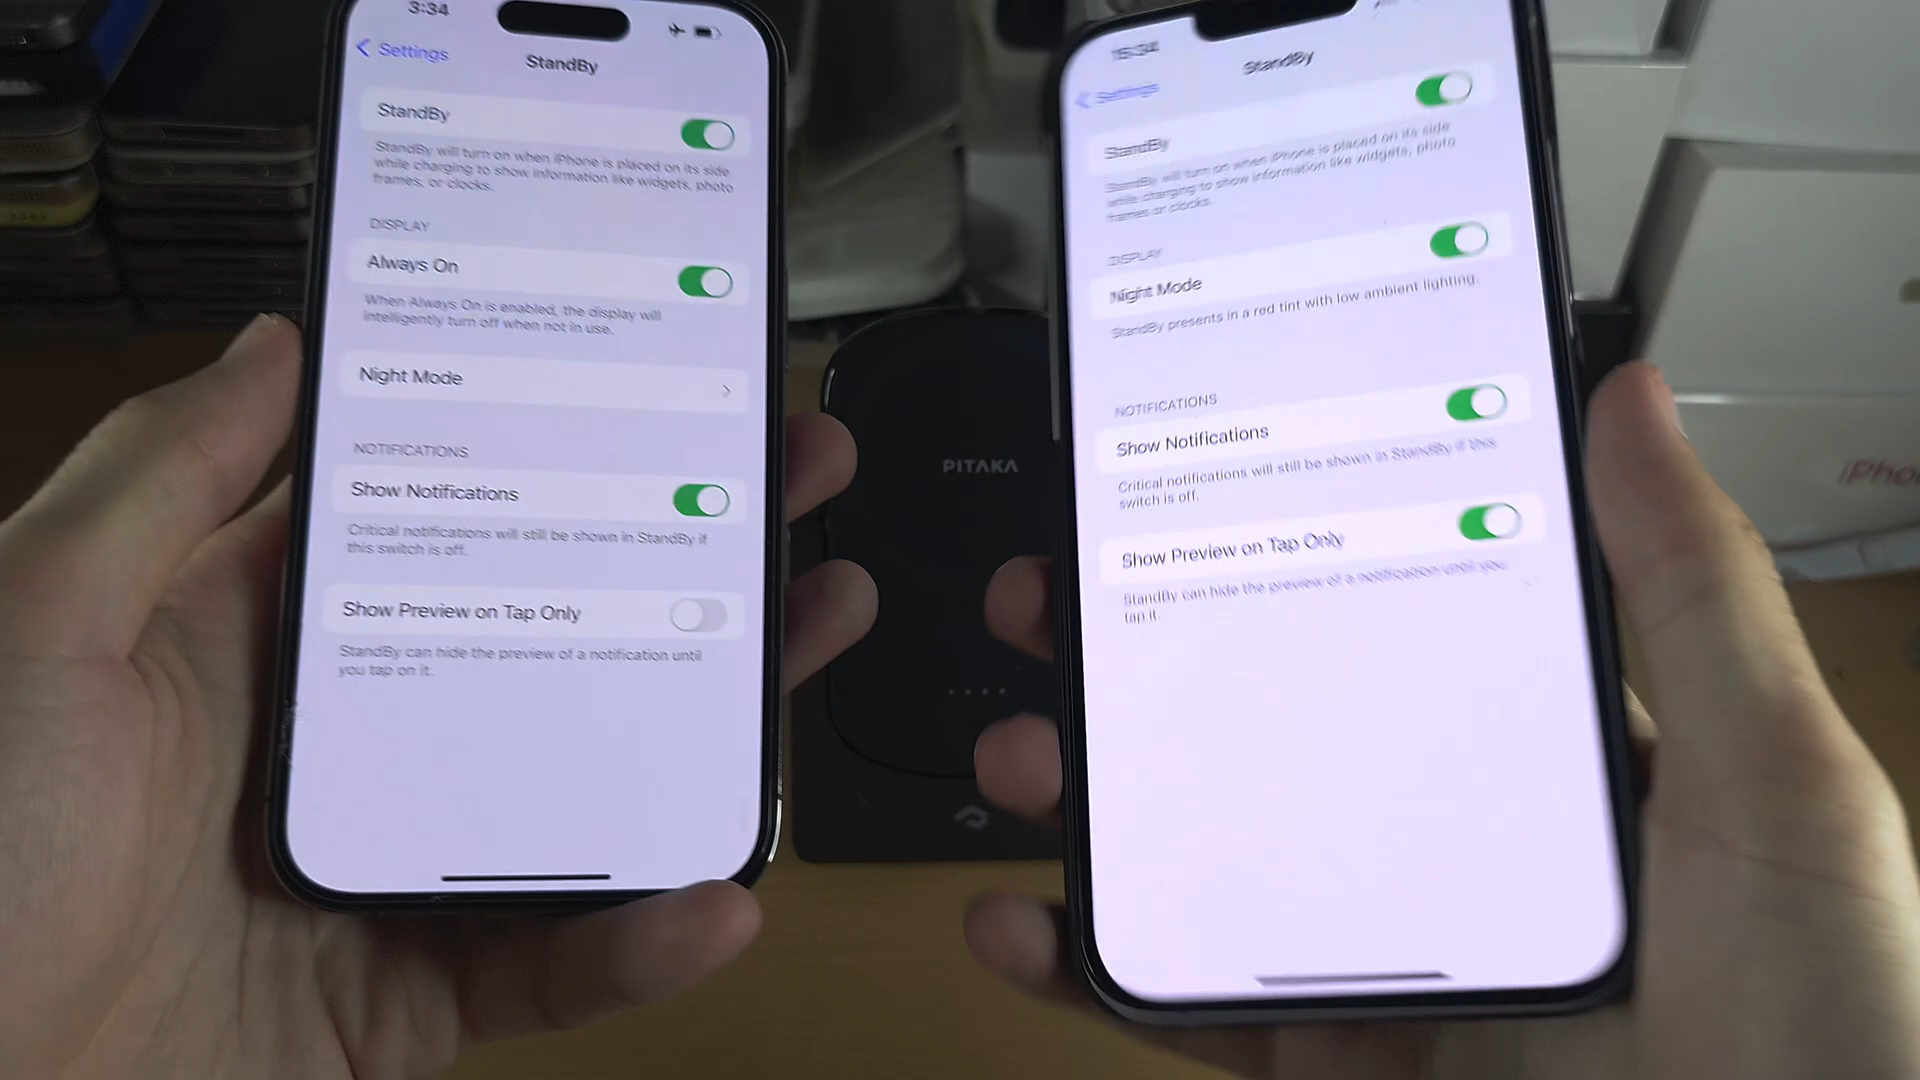 3:34
Settings
StandBy
StandBy
StandBy will turn on when iPhone is placed on its side
while charging to show information like widgets, photo
frames, or clocks.
DISPLAY
Always On
When Always On is enabled, the display will
intelligently turn off when not in use.
Night Mode
NOTIFICATIONS
Show Notifications
Critical notifications will still be shown in StandBy if
this switch is off.
Show Preview on Tap Only
StandBy can hide the preview of a notification until
you tap on it.
PITAKA
15:34
Settings
StandBy
StandBy
StandBy will turn on when iPhone is placed on its side
while charging to show information like widgets, photo
frames or clocks.
DISPLAY
Night Mode
StandBy presents in a red tint with low ambient lighting.
NOTIFICATIONS
Show Notifications
Critical notifications will still be shown in StandBy if this
switch is off.
Show Preview on Tap Only
StandBy can hide the preview of a notification until you
tap it.